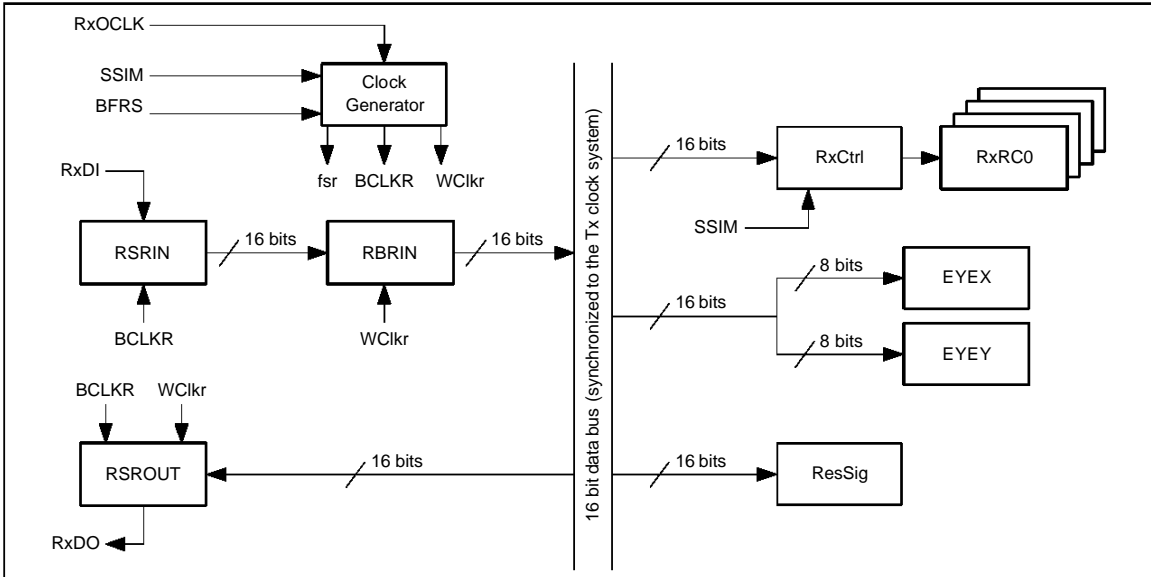 RxOCLK
SSIM
BFRS
Clock
Generator
fsr
BCLKR
WClkr
RxDI
RSRIN
16 bits
RBRIN
16 bits
BCLKR
WClkr
BCLKR
WClkr
RSROUT
16 bits
RxDO
16 bit data bus (synchronized to the Tx clock system)
16 bits
RxCtrl
RxRC0
SSIM
16 bits
8 bits
EYEX
8 bits
EYEY
16 bits
ResSig